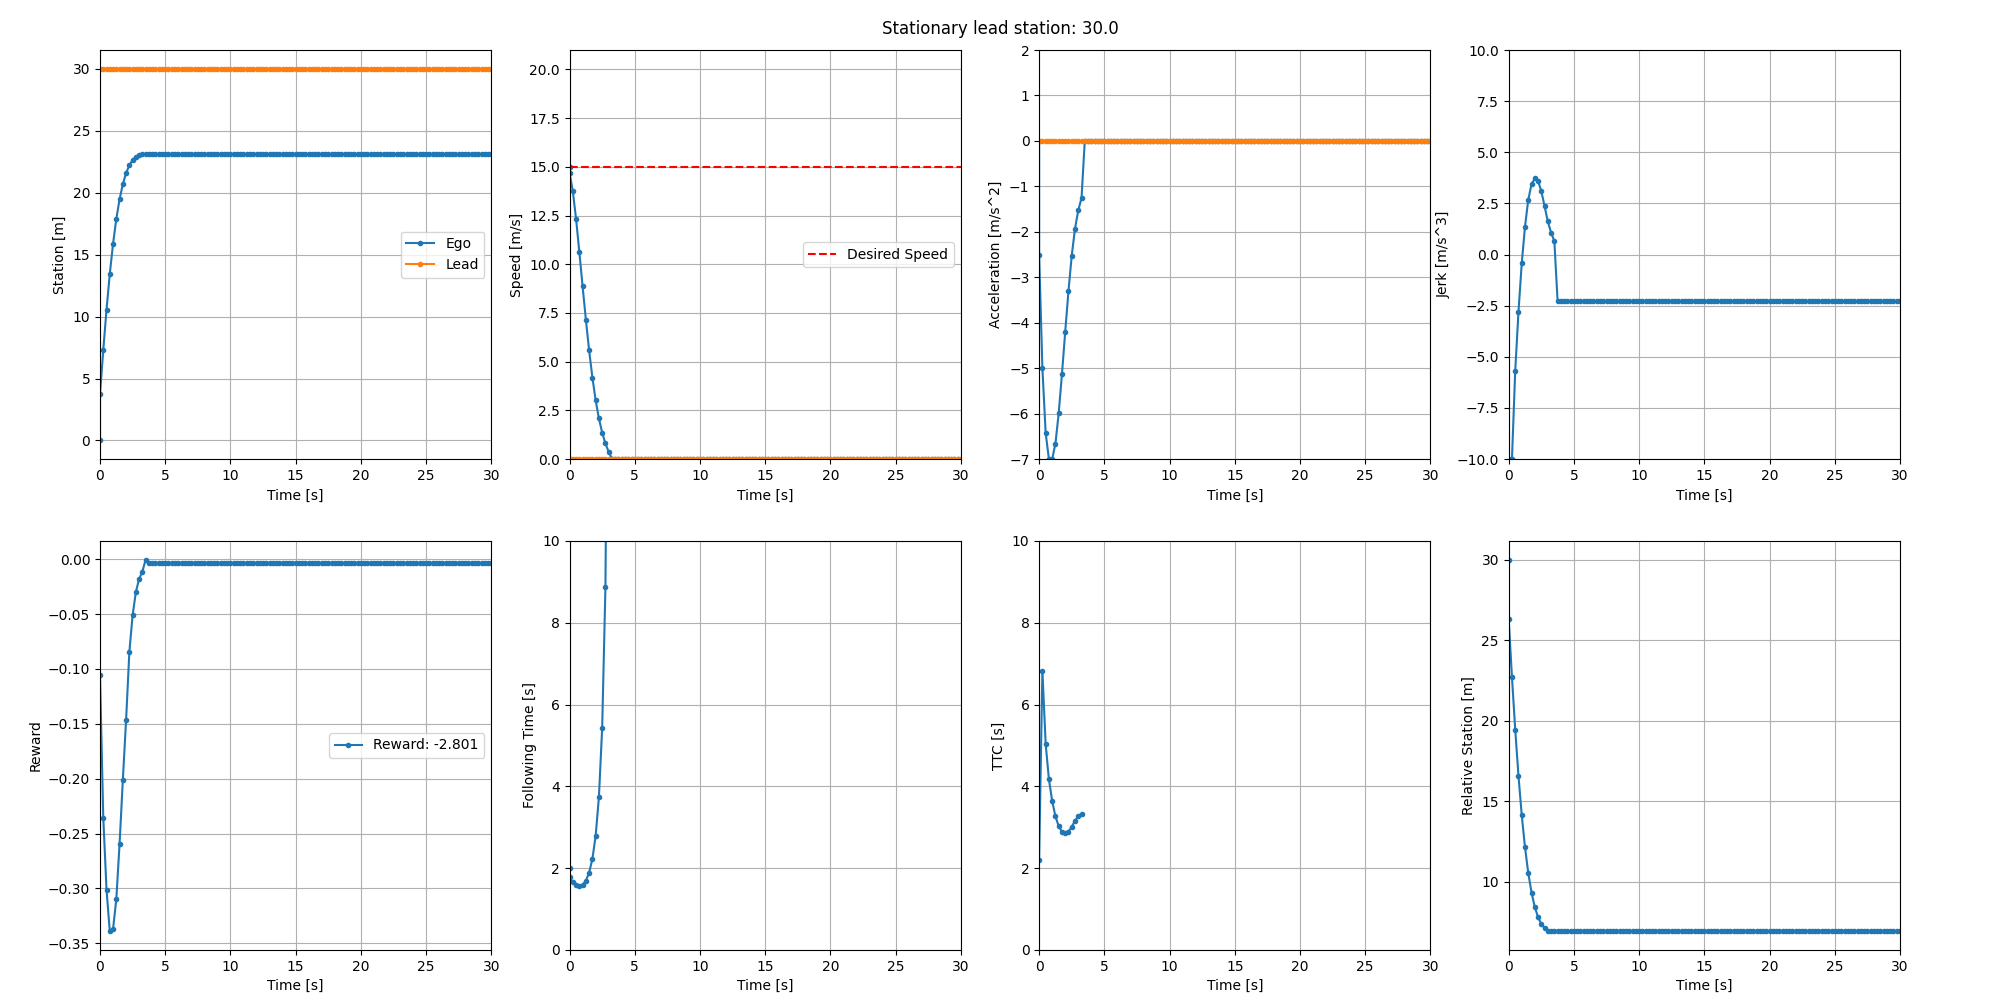 Stationary lead station: 30.0
Station [m]
30
25
20
15
10
5
0
Ego
Lead
0 5 10 15 20 25 30
Time [s]
Speed [m/s]
20.0
17.5
15.0
12.5
10.0
7.5
5.0
2.5
0.0
Desired Speed
0 5 10 15 20 25 30
Time [s]
Acceleration [m/s^2]
2
1
0
−1
−2
−3
−4
−5
−6
−7
0 5 10 15 20 25 30
Time [s]
Jerk [m/s^3]
10.0
7.5
5.0
2.5
0.0
−2.5
−5.0
−7.5
−10.0
0 5 10 15 20 25 30
Time [s]
Reward
0.00
−0.05
−0.10
−0.15
−0.20
−0.25
−0.30
−0.35
Reward: -2.801
0 5 10 15 20 25 30
Time [s]
Following Time [s]
10
8
6
4
2
0
0 5 10 15 20 25 30
Time [s]
TTC [s]
10
8
6
4
2
0
0 5 10 15 20 25 30
Time [s]
Relative Station [m]
30
25
20
15
10
0 5 10 15 20 25 30
Time [s]